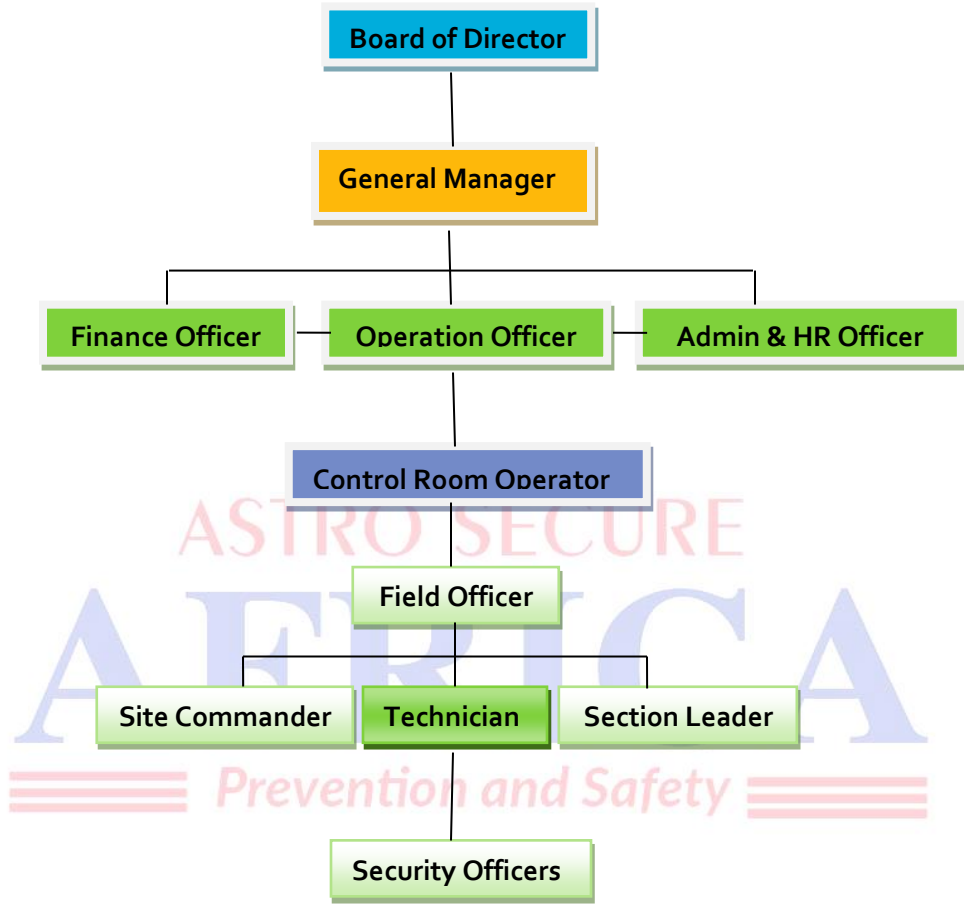 Board of Director
General Manager
Finance Officer
Operation Officer
Admin & HR Officer
Control Room Operator
ASTRO SECURE
Field Officer
AFRICA
Site Commander
Technician
Section Leader
Prevention and Safety
Security Officers